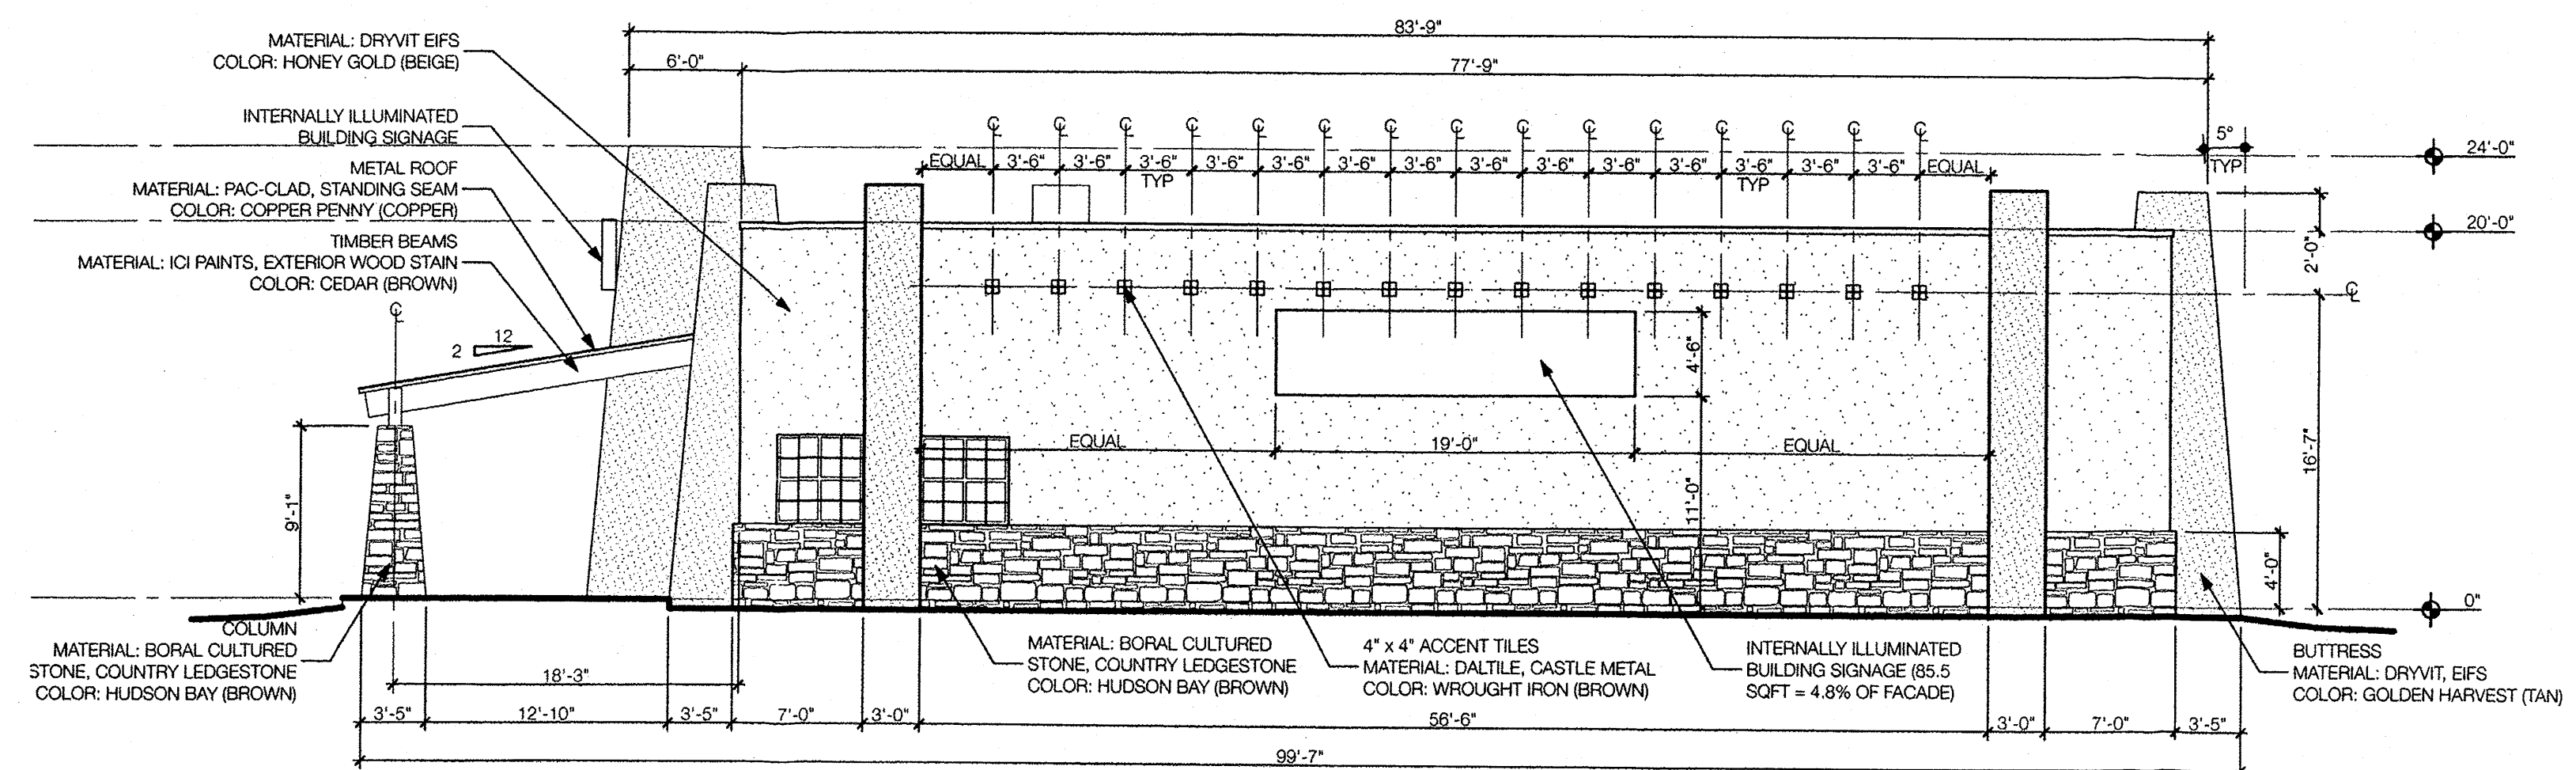 83'-9"
6'-0"
77'-9"
MATERIAL: DRYVIT EIFS
COLOR: HONEY GOLD (BEIGE)
INTERNALLY ILLUMINATED
BUILDING SIGNAGE
METAL ROOF
MATERIAL: PAC-CLAD, STANDING SEAM
COLOR: COPPER PENNY (COPPER)
TIMBER BEAMS
MATERIAL: ICI PAINTS, EXTERIOR WOOD STAIN
COLOR: CEDAR (BROWN)
℄
2
12
℄ ℄ ℄ ℄ ℄ ℄ ℄ ℄ ℄ ℄ ℄ ℄ ℄ ℄ ℄
EQUAL 3'-6" 3'-6" 3'-6" 3'-6" 3'-6" 3'-6" 3'-6" 3'-6" 3'-6" 3'-6" 3'-6" 3'-6" 3'-6" 3'-6" EQUAL
TYP
TYP
5°
TYP
24'-0"
20'-0"
2'-0"
℄
16'-7"
4'-6"
EQUAL
19'-0"
EQUAL
11'-0"
9'-1"
4'-0"
0"
COLUMN
MATERIAL: BORAL CULTURED
STONE, COUNTRY LEDGESTONE
COLOR: HUDSON BAY (BROWN)
18'-3"
MATERIAL: BORAL CULTURED
STONE, COUNTRY LEDGESTONE
COLOR: HUDSON BAY (BROWN)
4" x 4" ACCENT TILES
MATERIAL: DALTILE, CASTLE METAL
COLOR: WROUGHT IRON (BROWN)
INTERNALLY ILLUMINATED
BUILDING SIGNAGE (85.5
SQFT = 4.8% OF FACADE)
BUTTRESS
MATERIAL: DRYVIT, EIFS
COLOR: GOLDEN HARVEST (TAN)
3'-5" 12'-10" 3'-5" 7'-0" 3'-0" 56'-6" 3'-0" 7'-0" 3'-5"
99'-7"